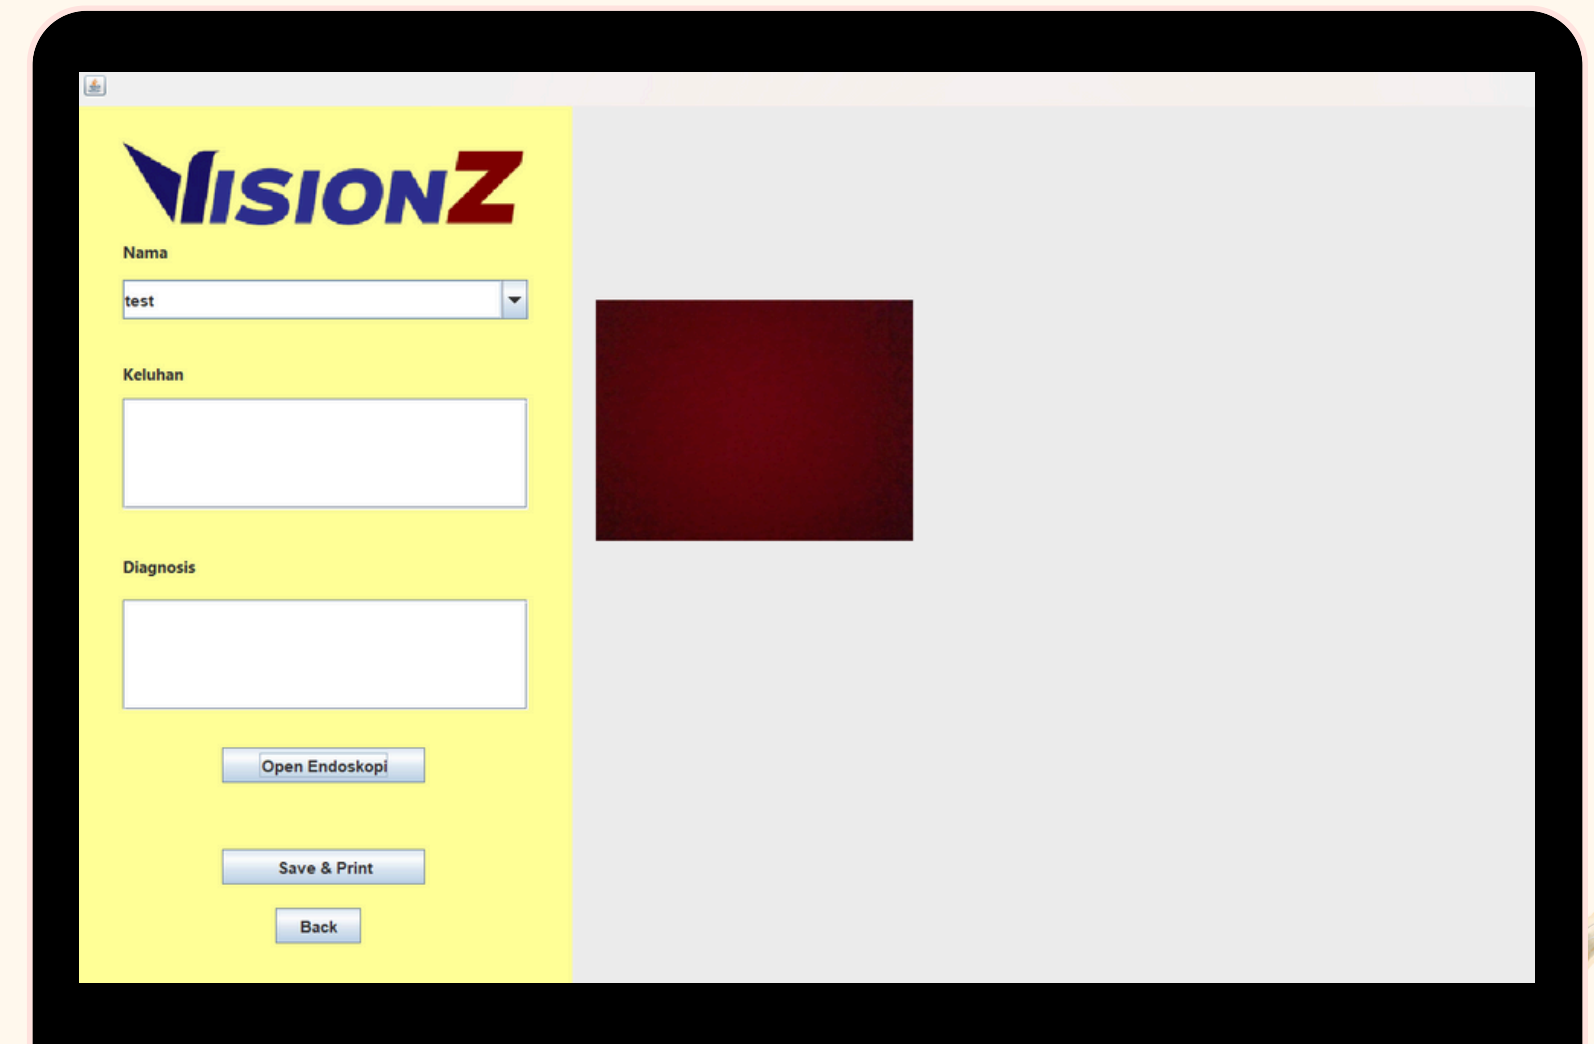 VISIONZ
Nama
test
Keluhan
Diagnosis
Open Endoskopi
Save & Print
Back